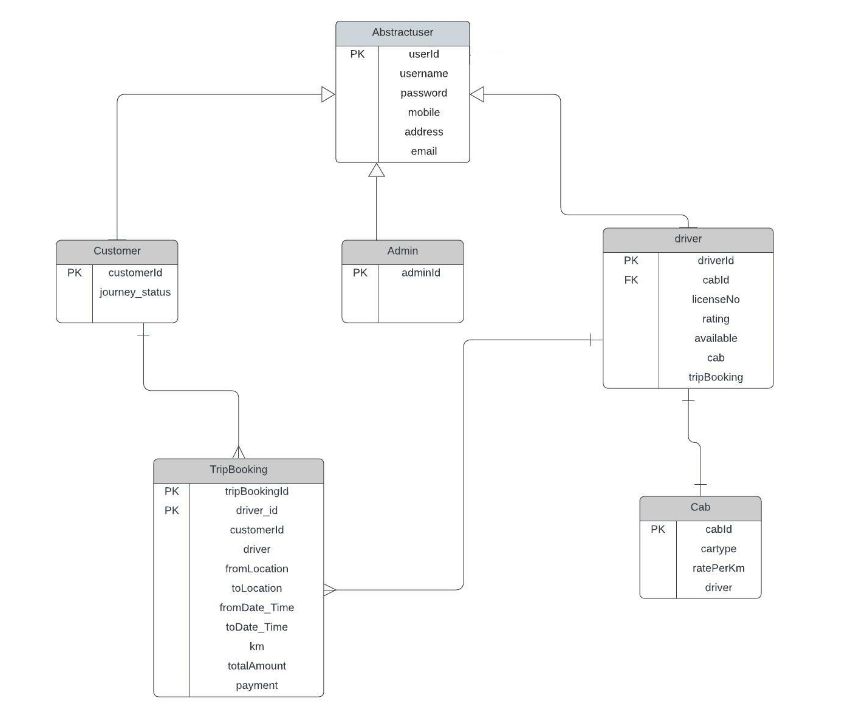 Abstractuser
PK userId
username
password
mobile
address
email
Customer
PK customerId
journey_status
Admin
PK adminId
driver
PK driverId
FK cabId
licenseNo
rating
available
cab
tripBooking
TripBooking
PK tripBookingId
PK driver_id
customerId
driver
fromLocation
toLocation
fromDate_Time
toDate_Time
km
totalAmount
payment
Cab
PK cabId
cartype
ratePerKm
driver